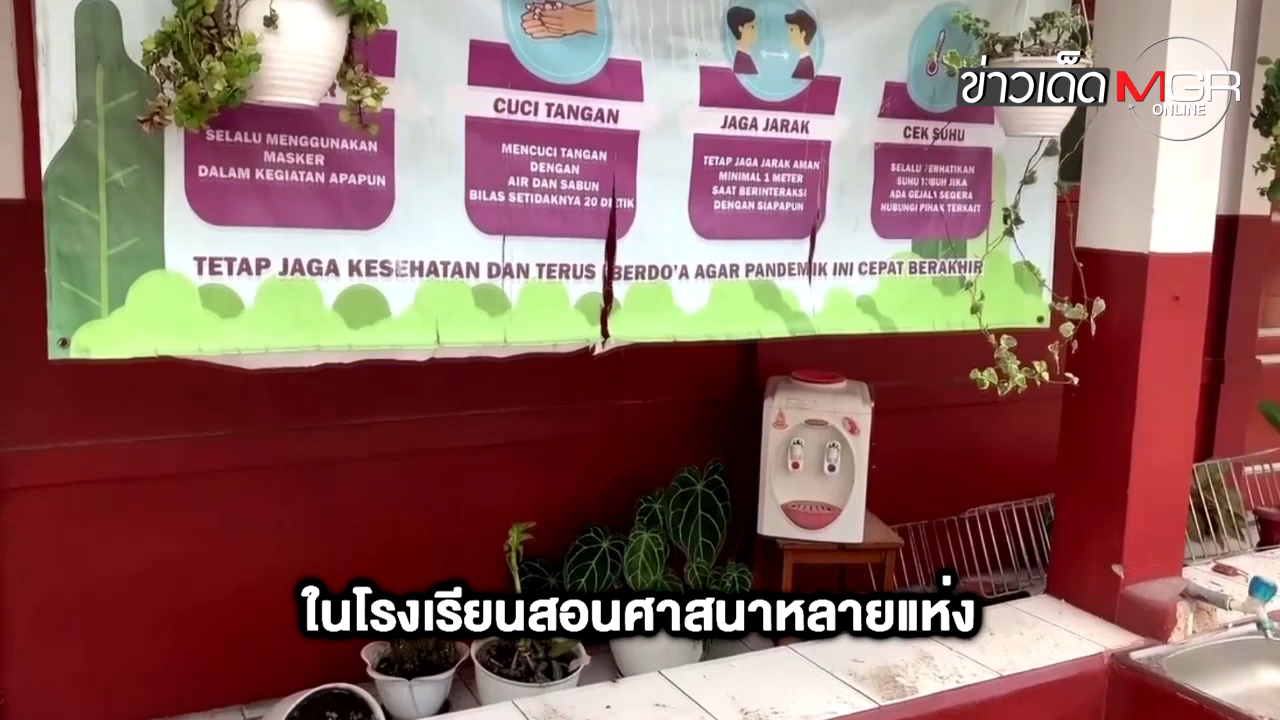 ข่าวเด็ด MGR
ONLINE
SELALU MENGGUNAKAN
MASKER
DALAM KEGIATAN APAPUN
CUCI TANGAN
MENCUCI TANGAN
DENGAN
AIR DAN SABUN
BILAS SETIDAKNYA 20 DETIK
JAGA JARAK
TETAP JAGA JARAK AMAN
MINIMAL 1 METER
SAAT BERINTERAKSI
DENGAN SIAPAPUN
CEK SUHU
SELALU PERHATIKAN
SUHU TUBUH JIKA
ADA GEJALA SEGERA
HUBUNGI PIHAK TERKAIT
TETAP JAGA KESEHATAN DAN TERUS BERDO'A AGAR PANDEMIK INI CEPAT BERAKHIR
ในโรงเรียนสอนศาสนาหลายแห่ง